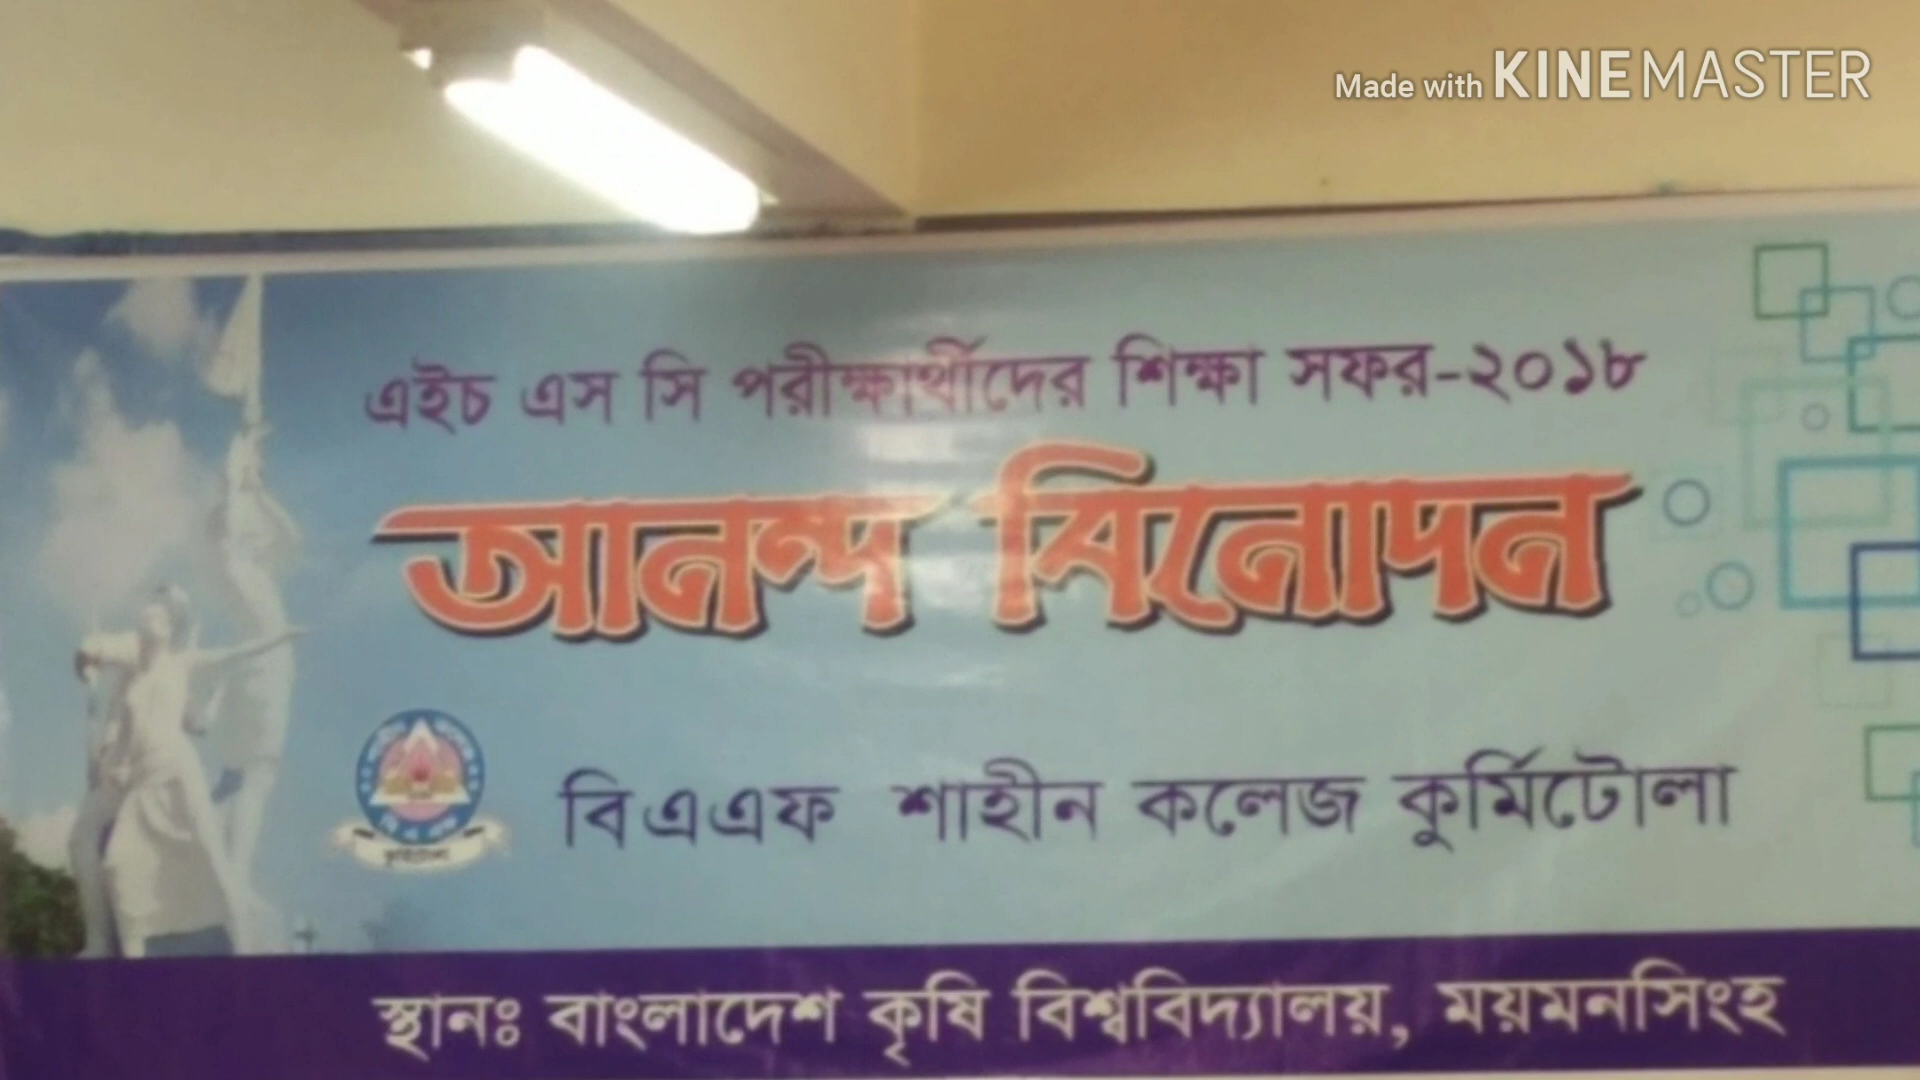 Made with KINEMASTER
এইচ এস সি পরীক্ষার্থীদের শিক্ষা সফর-২০১৮
আনন্দ বিনোদন
বিএএফ শাহীন কলেজ কুর্মিটোলা
স্থানঃ বাংলাদেশ কৃষি বিশ্ববিদ্যালয়, ময়মনসিংহ